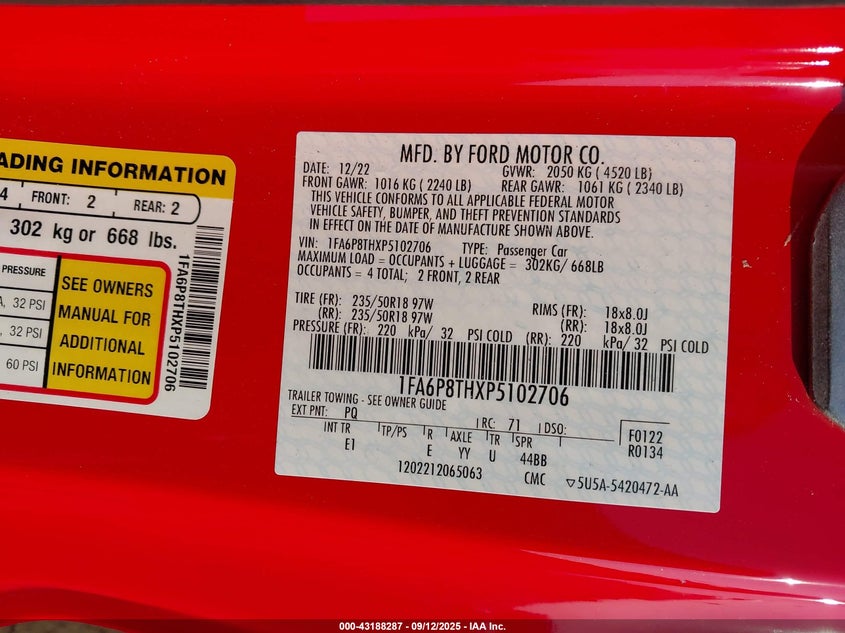 ADING INFORMATION
4 FRONT: 2 REAR: 2
302 kg or 668 lbs.
PRESSURE
32 PSI
32 PSI
60 PSI
SEE OWNERS
MANUAL FOR
ADDITIONAL
INFORMATION
1FA6P8THXP5102706
MFD. BY FORD MOTOR CO.
DATE: 12/22 GVWR: 2050 KG ( 4520 LB)
FRONT GAWR: 1016 KG ( 2240 LB) REAR GAWR: 1061 KG ( 2340 LB)
THIS VEHICLE CONFORMS TO ALL APPLICABLE FEDERAL MOTOR
VEHICLE SAFETY, BUMPER, AND THEFT PREVENTION STANDARDS
IN EFFECT ON THE DATE OF MANUFACTURE SHOWN ABOVE.
VIN: 1FA6P8THXP5102706 TYPE: Passenger Car
MAXIMUM LOAD = OCCUPANTS + LUGGAGE = 302KG/ 668LB
OCCUPANTS = 4 TOTAL; 2 FRONT, 2 REAR
TIRE (FR): 235/50R18 97W RIMS (FR): 18x8.0J
(RR): 235/50R18 97W (RR): 18x8.0J
PRESSURE (FR): 220 kPa/ 32 PSI COLD (RR): 220 kPa/ 32 PSI COLD
1FA6P8THXP5102706
TRAILER TOWING - SEE OWNER GUIDE
EXT PNT: PQ RC: 71 DSO:
INT TR TP/PS R AXLE TR SPR F0122
E1 E YY U 44BB R0134
1202212065063 CMC ▽5U5A-5420472-AA
000-43188287 - 09/12/2025 - IAA Inc.